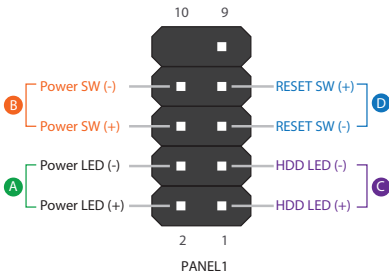 10 9
Power SW (-) RESET SW (+)
B D
Power SW (+) RESET SW (-)
Power LED (-) HDD LED (-)
A C
Power LED (+) HDD LED (+)
2 1
PANEL1